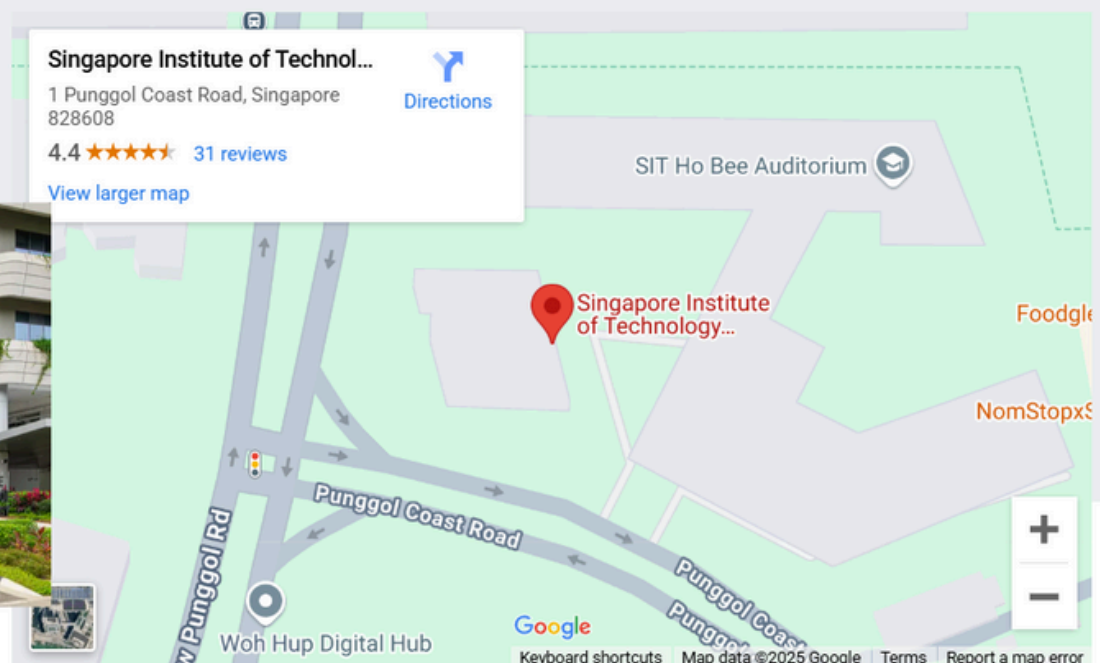 Singapore Institute of Technol...
1 Punggol Coast Road, Singapore
828608
4.4
31 reviews
View larger map
Directions
SIT Ho Bee Auditorium
Singapore Institute
of Technology...
Foodgle
NomStopxS
Punggol Coast Road
w Punggol Rd
Punggol Coast
Punggol
Woh Hup Digital Hub
Google
Keyboard shortcuts
Map data ©2025 Google
Terms
Report a map error